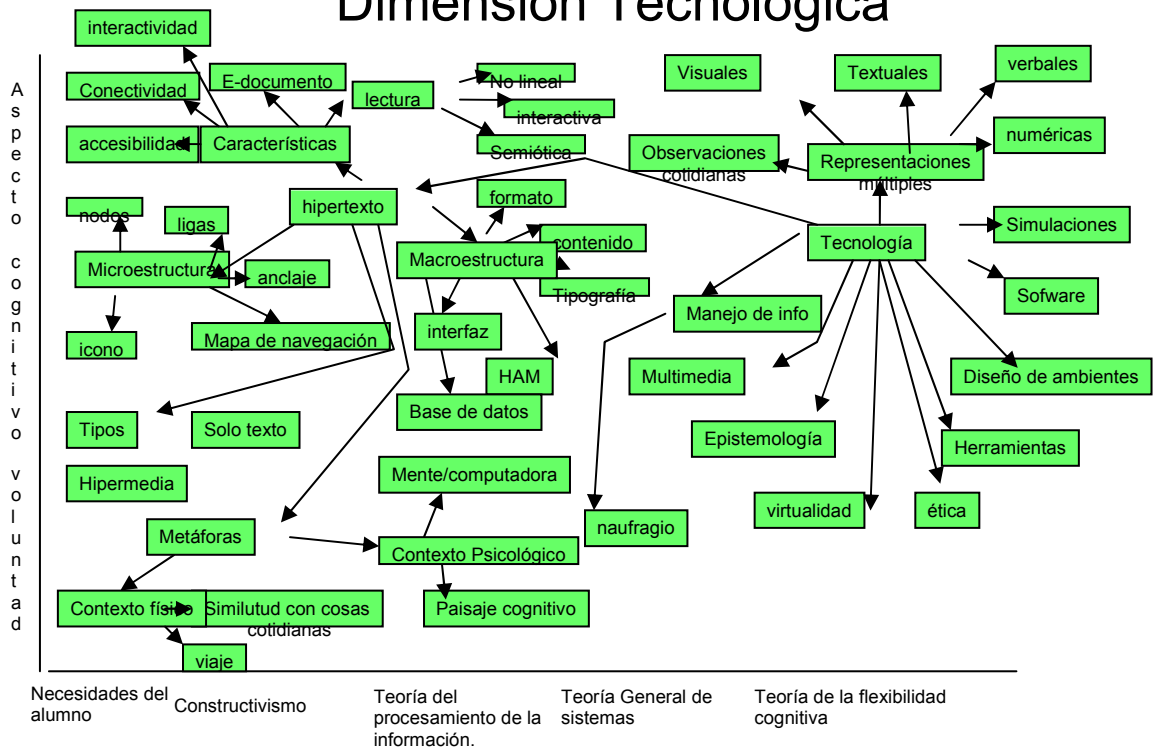 Dimensión Tecnológica
interactividad
Conectividad
E-documento
lectura
No lineal
interactiva
Semiótica
accesibilidad
Características
Visuales
Textuales
verbales
numéricas
Observaciones
cotidianas
Representaciones
múltiples
hipertexto
formato
contenido
Macroestructura
Tipografía
nodos
ligas
Microestructura
anclaje
icono
Mapa de navegación
interfaz
HAM
Base de datos
Tecnología
Simulaciones
Sofware
Manejo de info
Multimedia
Diseño de ambientes
Epistemología
Herramientas
virtualidad
ética
naufragio
Tipos
Solo texto
Hipermedia
Mente/computadora
Metáforas
Contexto Psicológico
Contexto físico
Similutud con cosas
cotidianas
Paisaje cognitivo
viaje
Aspecto cognitivo voluntad
Necesidades del
alumno
Constructivismo
Teoría del
procesamiento de la
información.
Teoría General de
sistemas
Teoría de la flexibilidad
cognitiva